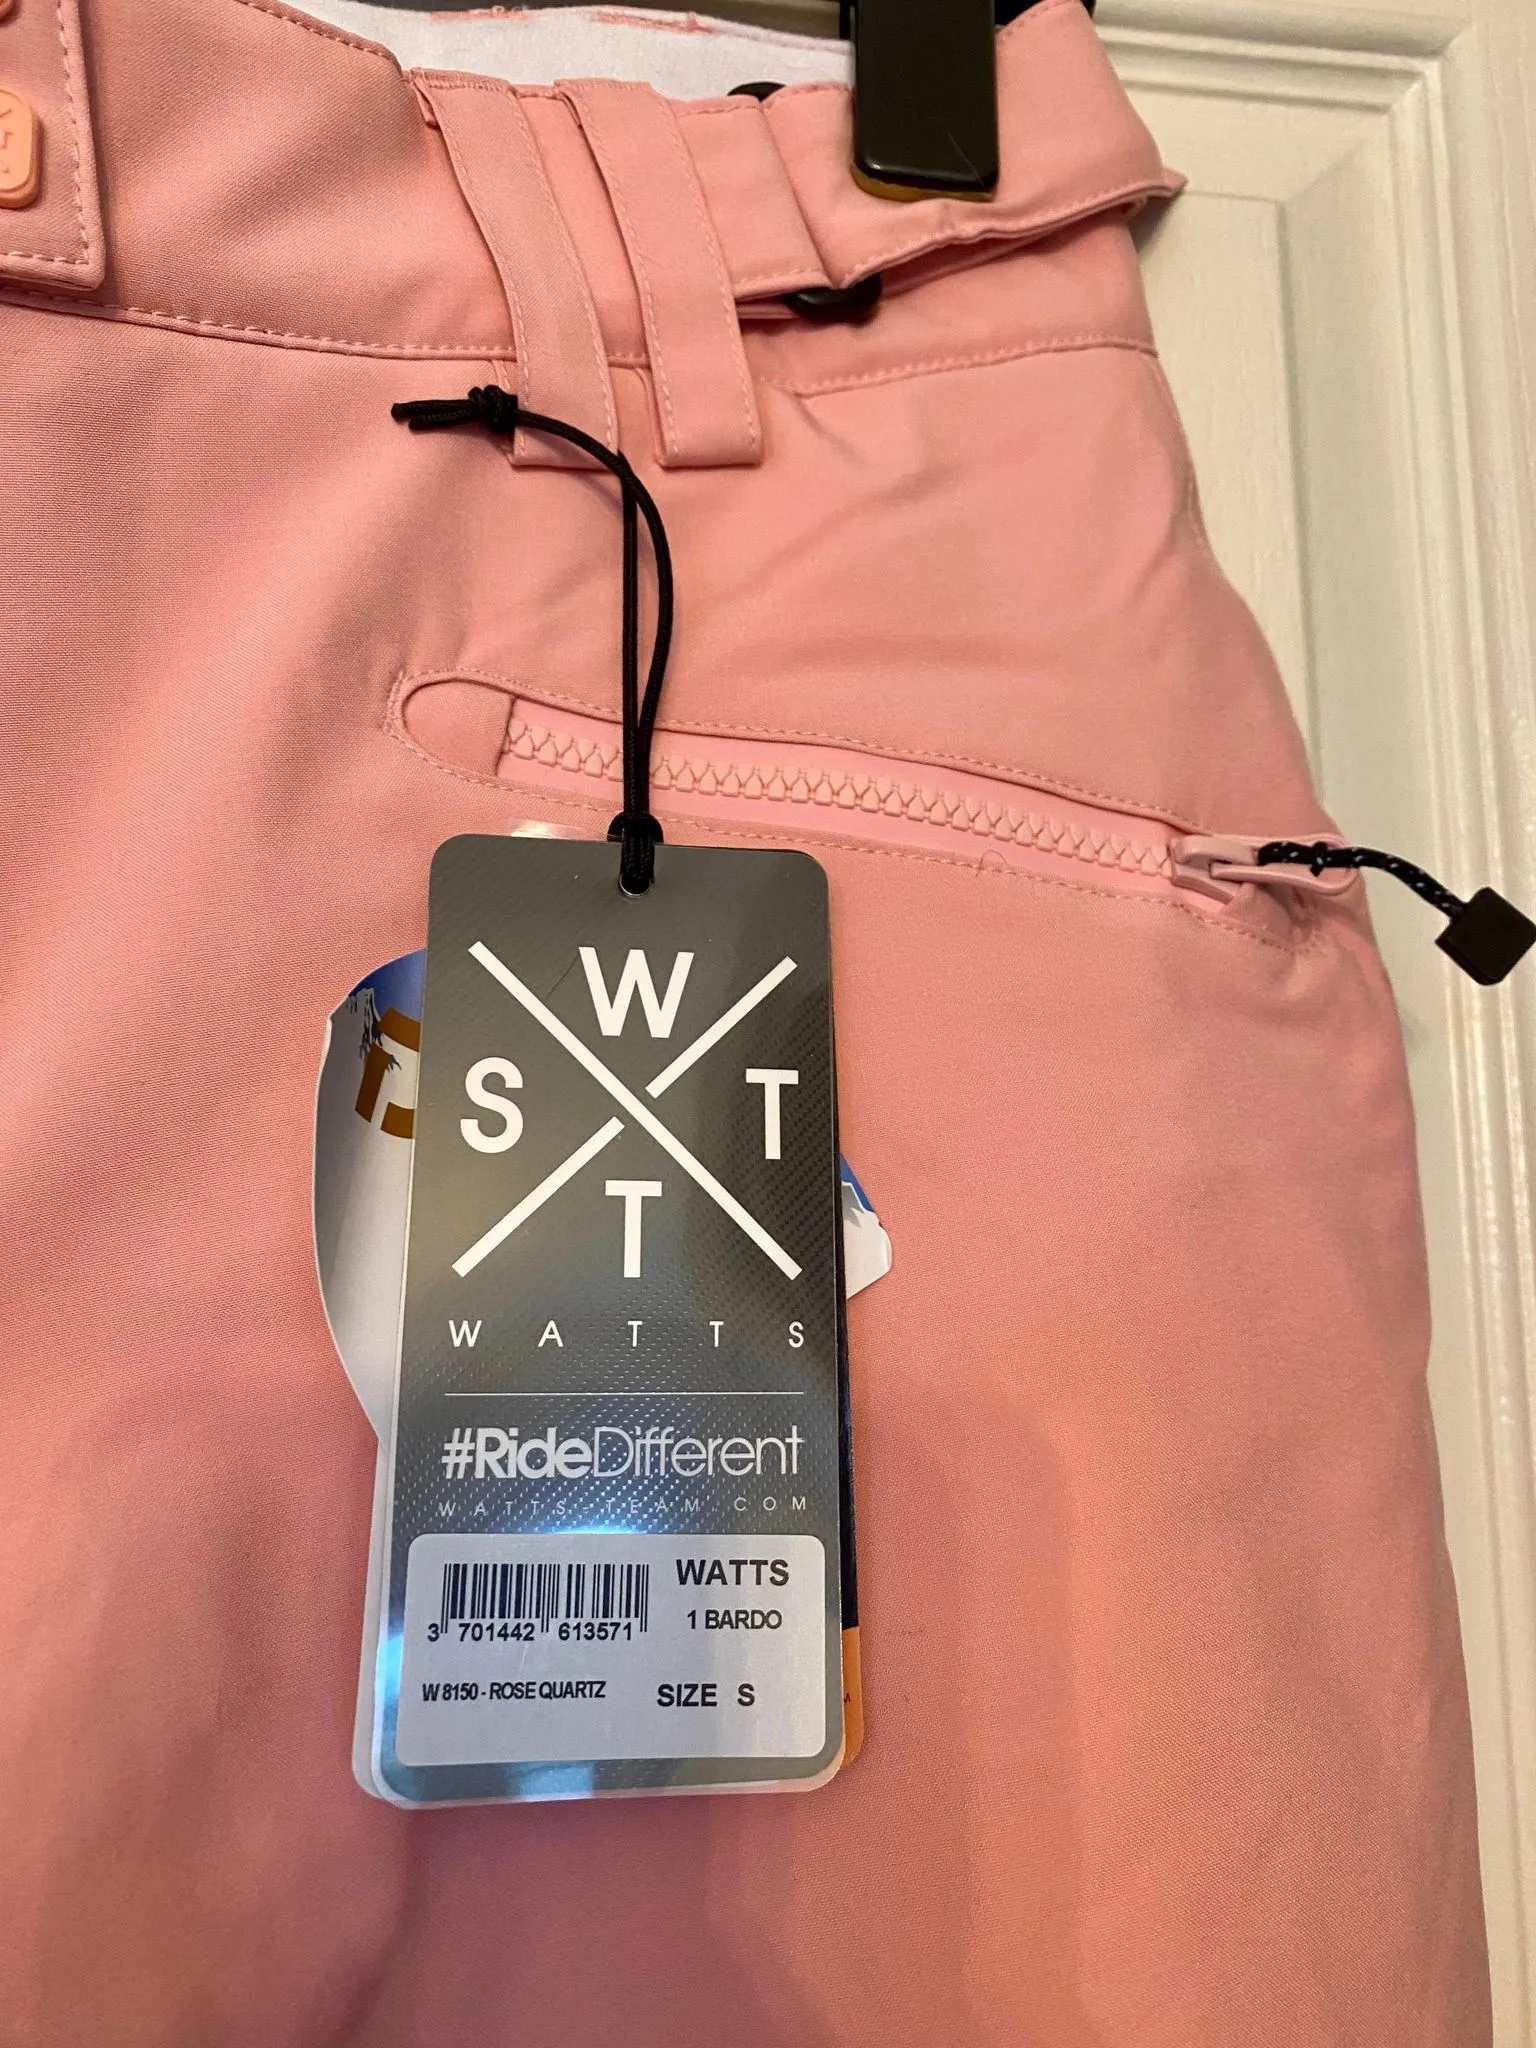 W
S T
T
WATTS
#RideDifferent
WATTS-TEAM.COM
WATTS
1 BARDO
3 701442 613571
W 8150 - ROSE QUARTZ
SIZE S